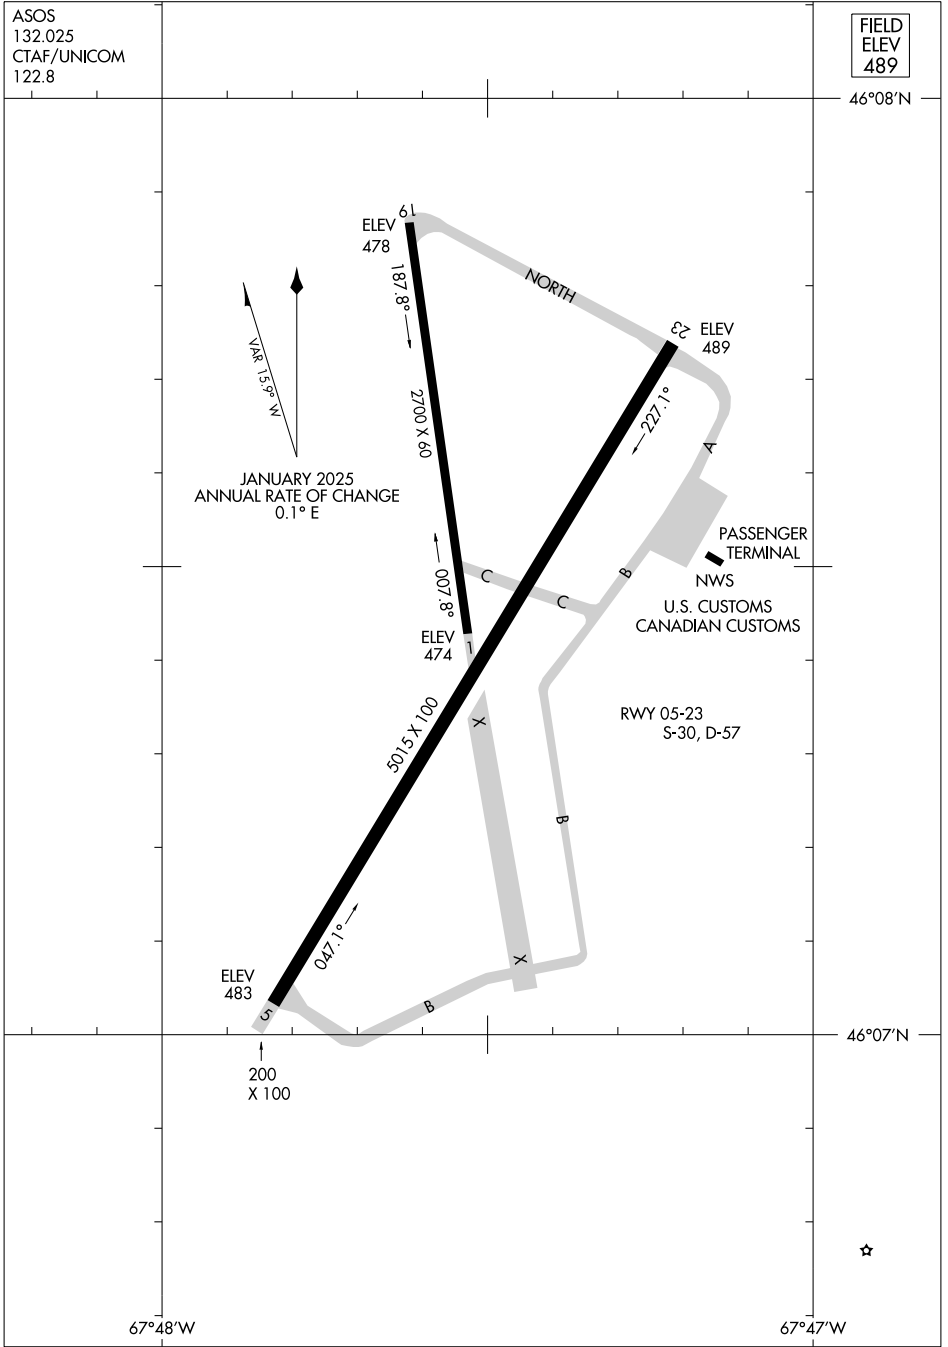 ASOS
132.025
CTAF/UNICOM
122.8
FIELD
ELEV
489
46°08'N
19
ELEV
478
187.8°
NORTH
23
ELEV
489
VAR 15.9° W
227.1°
2700 X 60
A
JANUARY 2025
ANNUAL RATE OF CHANGE
0.1° E
PASSENGER
TERMINAL
NWS
B
C
C
007.8°
U.S. CUSTOMS
CANADIAN CUSTOMS
ELEV
474
1
5015 X 100
X
RWY 05-23
S-30, D-57
B
047.1°
X
ELEV
483
5
B
46°07'N
200
X 100
67°48'W
67°47'W